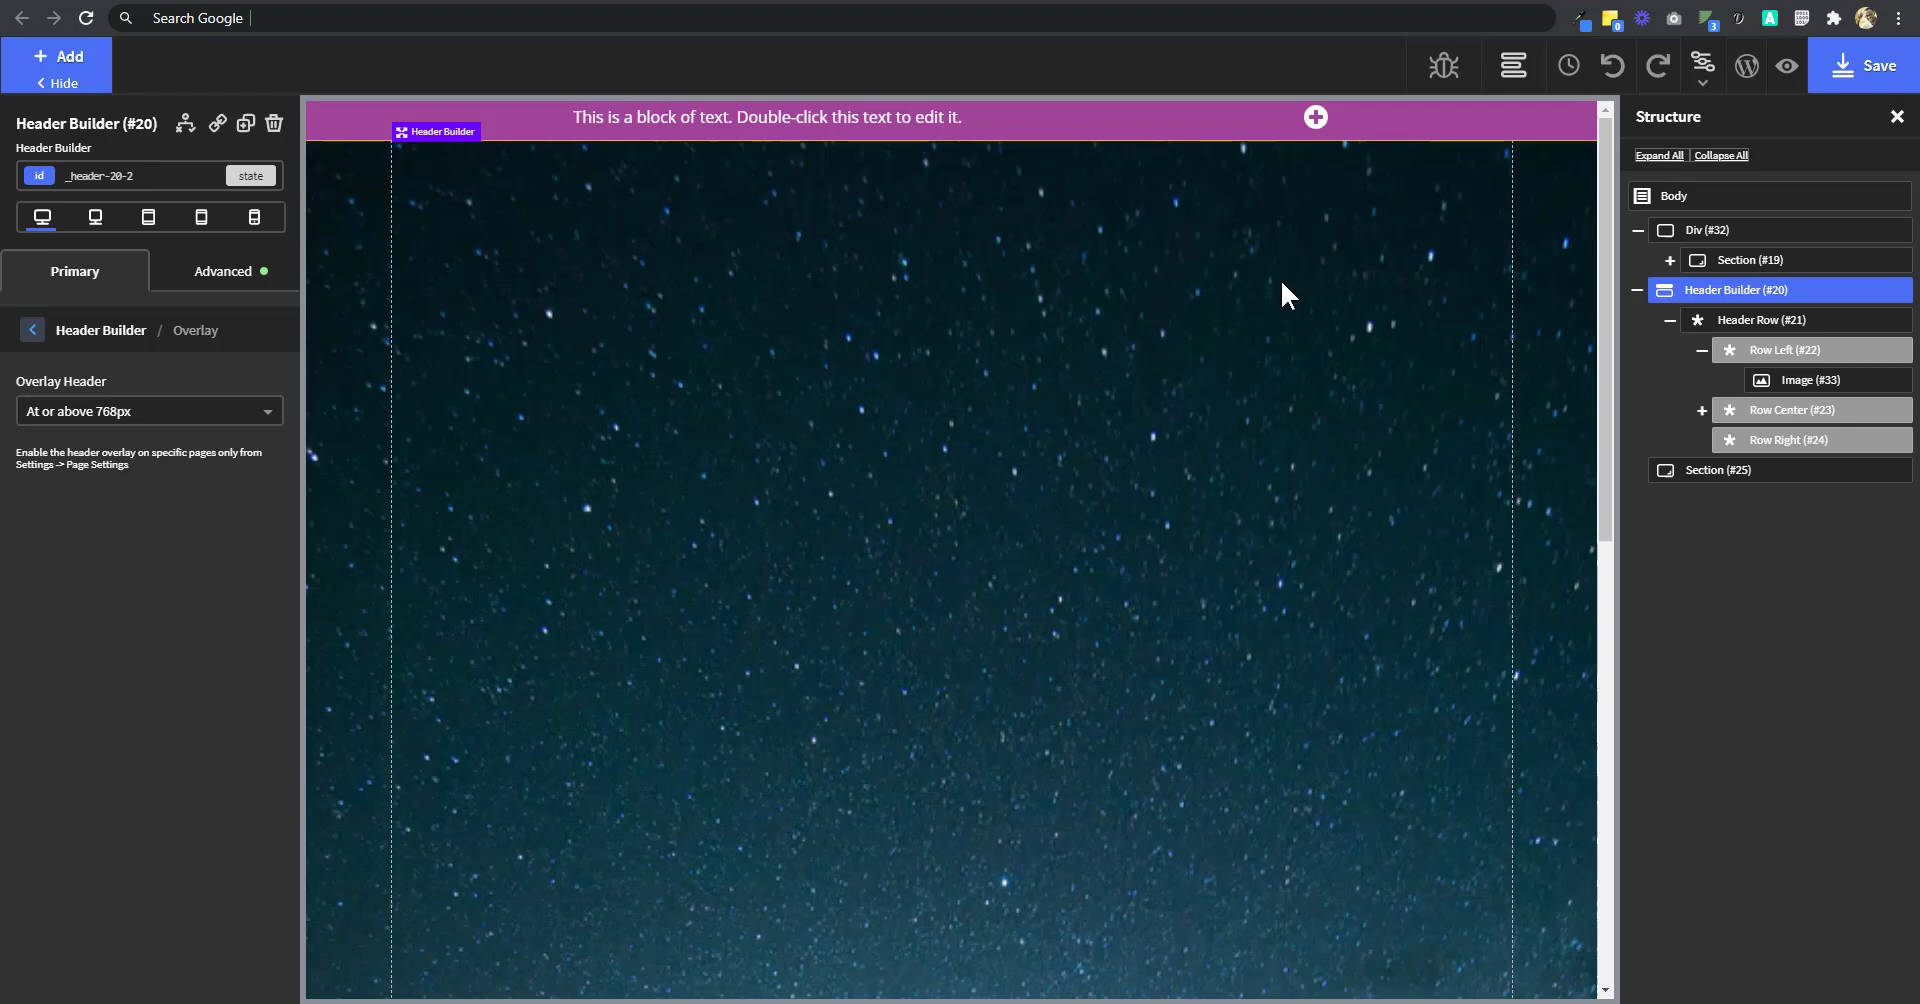 Search Google
0
3
A
+ Add
< Hide
Save
Header Builder (#20)
Header Builder
id _header-20-2 state
Primary Advanced
Header Builder / Overlay
Overlay Header
At or above 768px
Enable the header overlay on specific pages only from
Settings -> Page Settings
This is a block of text. Double-click this text to edit it.
Header Builder
Structure
Expand All | Collapse All
Body
Div (#32)
Section (#19)
Header Builder (#20)
Header Row (#21)
Row Left (#22)
Image (#33)
Row Center (#23)
Row Right (#24)
Section (#25)